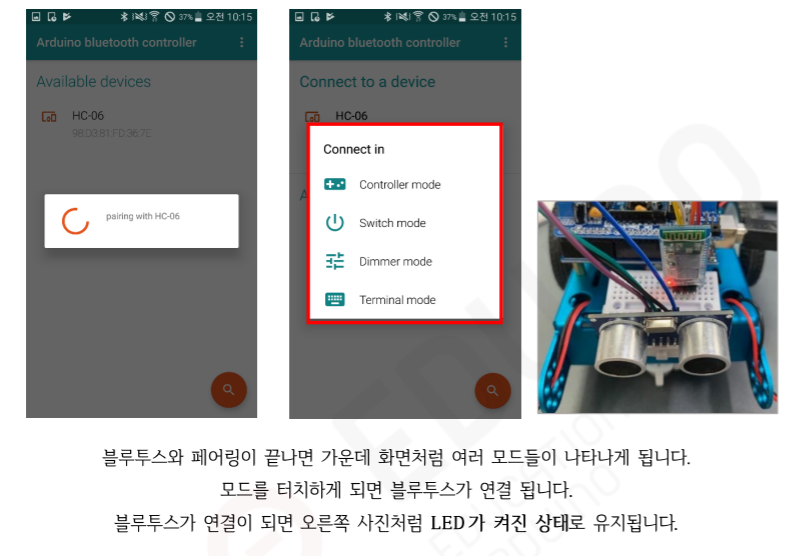 37% 오전 10:15
Arduino bluetooth controller
Available devices
HC-06
98:D3:81:FD:36:7E
pairing with HC-06
37% 오전 10:15
Arduino bluetooth controller
Connect to a device
HC-06
Connect in
Controller mode
Switch mode
Dimmer mode
Terminal mode
블루투스와 페어링이 끝나면 가운데 화면처럼 여러 모드들이 나타나게 됩니다.
모드를 터치하게 되면 블루투스가 연결 됩니다.
블루투스가 연결이 되면 오른쪽 사진처럼 LED가 켜진 상태로 유지됩니다.